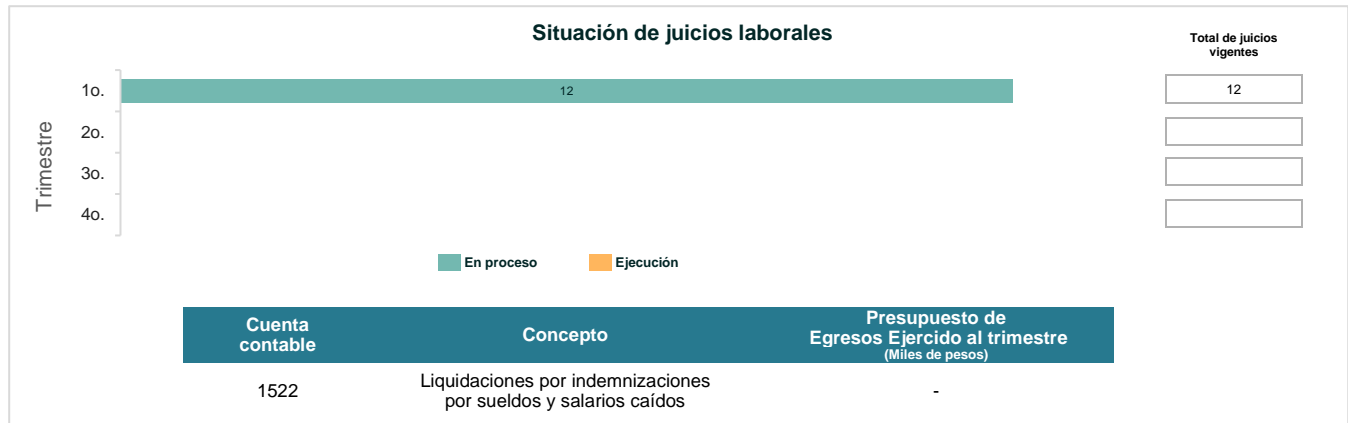 Situación de juicios laborales
Total de juicios
vigentes
Trimestre
1o.
12
12
2o.
3o.
4o.
En proceso
Ejecución
Cuenta
contable
Concepto
Presupuesto de
Egresos Ejercido al trimestre
(Miles de pesos)
1522
Liquidaciones por indemnizaciones
por sueldos y salarios caídos
-